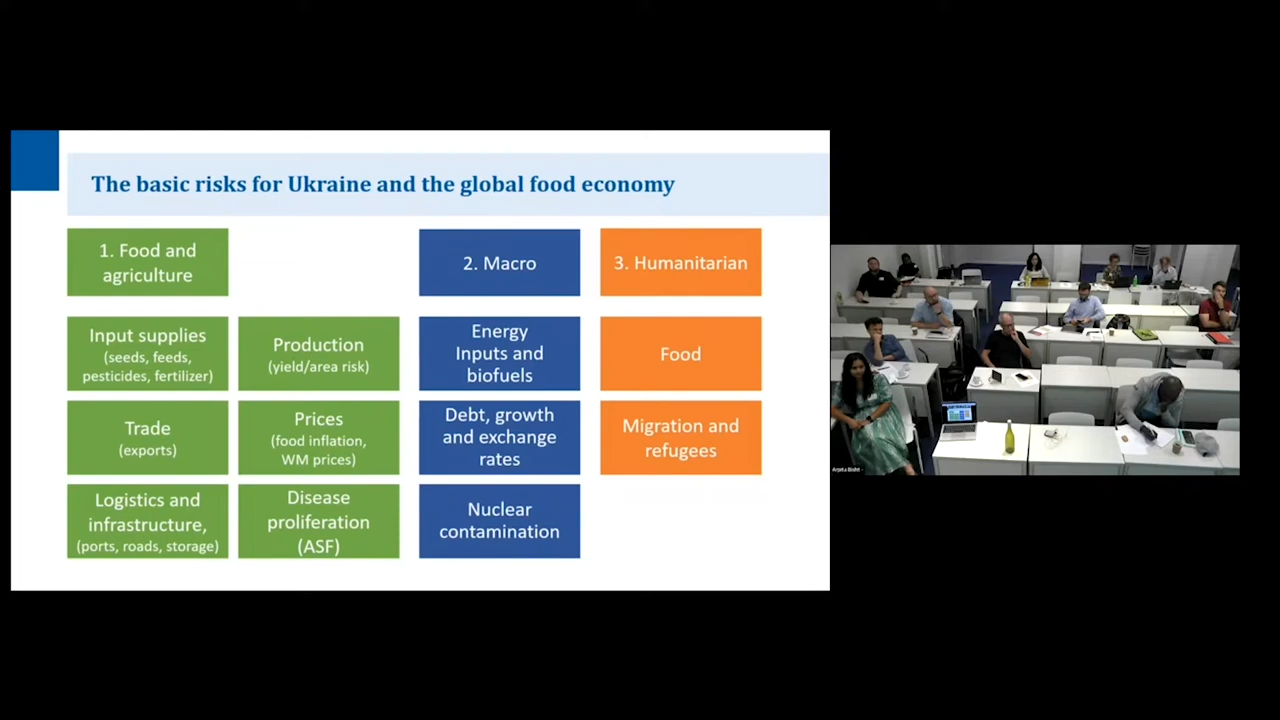 The basic risks for Ukraine and the global food economy
1. Food and
agriculture
2. Macro
3. Humanitarian
Input supplies
(seeds, feeds,
pesticides, fertilizer)
Production
(yield/area risk)
Energy
Inputs and
biofuels
Food
Trade
(exports)
Prices
(food inflation,
WM prices)
Debt, growth
and exchange
rates
Migration and
refugees
Logistics and
infrastructure,
(ports, roads, storage)
Disease
proliferation
(ASF)
Nuclear
contamination
Arpita Bisht -